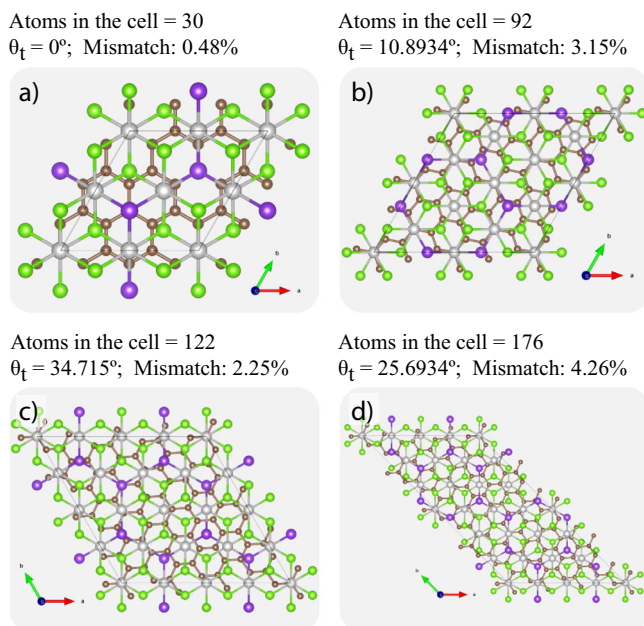 Atoms in the cell = 30
θt = 0º; Mismatch: 0.48%
Atoms in the cell = 92
θt = 10.8934º; Mismatch: 3.15%
a)
b)
b
a
b
a
Atoms in the cell = 122
θt = 34.715º; Mismatch: 2.25%
Atoms in the cell = 176
θt = 25.6934º; Mismatch: 4.26%
c)
d)
0
b
a
b
a